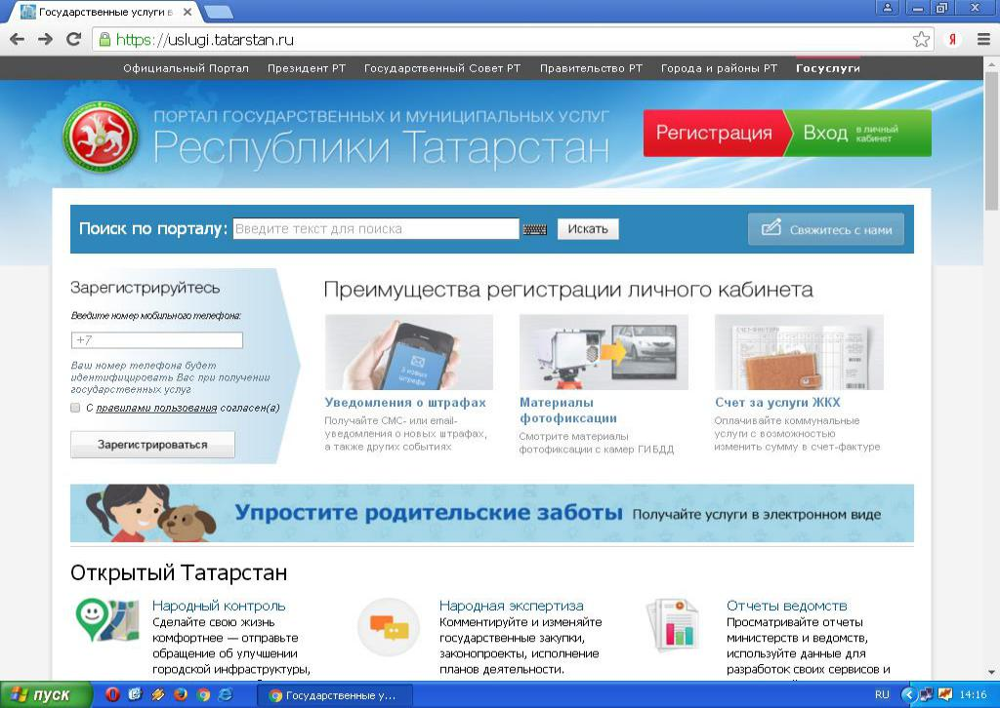 Государственные услуги в
https://uslugi.tatarstan.ru
Я
Официальный Портал Президент РТ Государственный Совет РТ Правительство РТ Города и районы РТ Госуслуги
ПОРТАЛ ГОСУДАРСТВЕННЫХ И МУНИЦИПАЛЬНЫХ УСЛУГ
Республики Татарстан
Регистрация
Вход в личный
кабинет
Поиск по порталу: Введите текст для поиска Искать
Свяжитесь с нами
Зарегистрируйтесь
Введите номер мобильного телефона:
+7
Ваш номер телефона будет
идентифицировать Вас при получении
государственных услуг
С правилами пользования согласен(а)
Зарегистрироваться
Преимущества регистрации личного кабинета
3 новых
штрафа
Уведомления о штрафах
Получайте СМС- или email-
уведомления о новых штрафах,
а также других событиях
Материалы
фотофиксации
Смотрите материалы
фотофиксации с камер ГИБДД
СЧЕТ-ФАКТУРА
Счет за услуги ЖКХ
Оплачивайте коммунальные
услуги с возможностью
изменить сумму в счет-фактуре
Упростите родительские заботы Получайте услуги в электронном виде
Открытый Татарстан
Народный контроль
Сделайте свою жизнь
комфортнее — отправьте
обращение об улучшении
городской инфраструктуры,
Народная экспертиза
Комментируйте и изменяйте
государственные закупки,
законопроекты, исполнение
планов деятельности.
Отчеты ведомств
Просматривайте отчеты
министерств и ведомств,
используйте данные для
разработок своих сервисов и
пуск
Государственные у...
RU
14:16